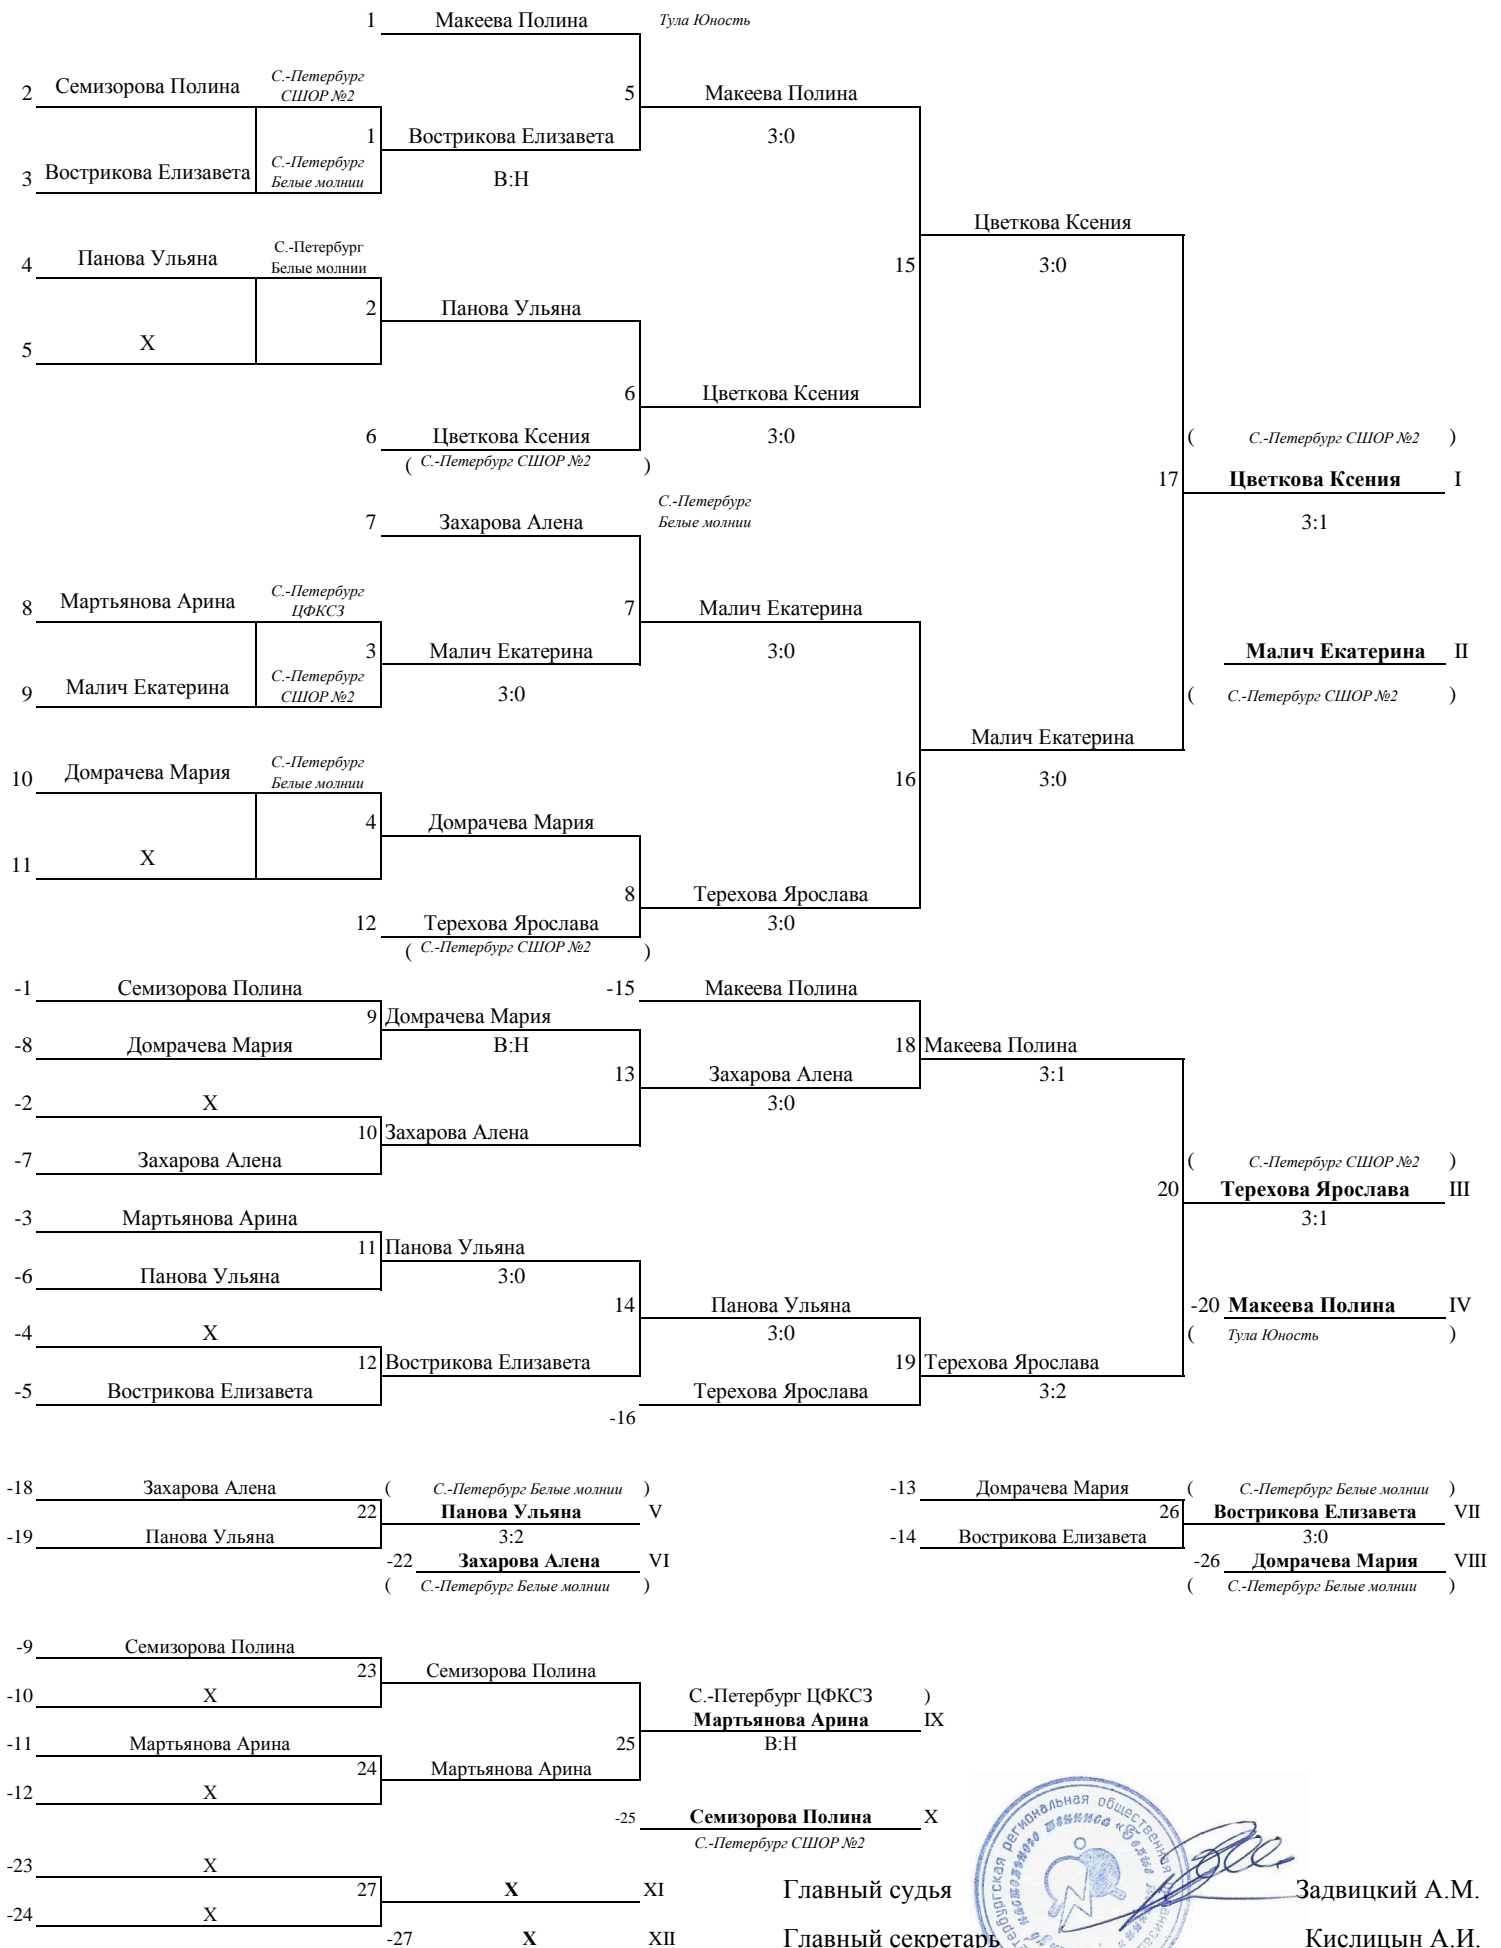 1 Макеева Полина Тула Юность
С.-Петербург
2 Семизорова Полина СШОР №2 5 Макеева Полина
1 Вострикова Елизавета 3:0
С.-Петербург
3 Вострикова Елизавета Белые молнии В:Н
Цветкова Ксения
С.-Петербург
4 Панова Ульяна Белые молнии 15 3:0
2 Панова Ульяна
5 X
6 Цветкова Ксения
6 Цветкова Ксения 3:0 ( С.-Петербург СШОР №2 )
( С.-Петербург СШОР №2 )
17 Цветкова Ксения I
С.-Петербург
7 Захарова Алена Белые молнии 3:1
С.-Петербург
8 Мартьянова Арина ЦФКСЗ 7 Малич Екатерина
3 Малич Екатерина 3:0 Малич Екатерина II
С.-Петербург
9 Малич Екатерина СШОР №2 3:0 ( С.-Петербург СШОР №2 )
Малич Екатерина
С.-Петербург
10 Домрачева Мария Белые молнии 16 3:0
4 Домрачева Мария
11 X
8 Терехова Ярослава
12 Терехова Ярослава 3:0
( С.-Петербург СШОР №2 )
-1 Семизорова Полина -15 Макеева Полина
9 Домрачева Мария
-8 Домрачева Мария В:Н 18 Макеева Полина
13 Захарова Алена 3:1
-2 X 3:0
10 Захарова Алена
-7 Захарова Алена ( С.-Петербург СШОР №2 )
20 Терехова Ярослава III
-3 Мартьянова Арина 3:1
11 Панова Ульяна
-6 Панова Ульяна 3:0
14 Панова Ульяна -20 Макеева Полина IV
-4 X 3:0 ( Тула Юность )
12 Вострикова Елизавета 19 Терехова Ярослава
-5 Вострикова Елизавета Терехова Ярослава 3:2
-16
-18 Захарова Алена ( С.-Петербург Белые молнии ) -13 Домрачева Мария ( С.-Петербург Белые молнии )
22 Панова Ульяна V 26 Вострикова Елизавета VII
-19 Панова Ульяна 3:2 -14 Вострикова Елизавета 3:0
-22 Захарова Алена VI -26 Домрачева Мария VIII
( С.-Петербург Белые молнии ) ( С.-Петербург Белые молнии )
-9 Семизорова Полина
23 Семизорова Полина
-10 X С.-Петербург ЦФКСЗ )
Мартьянова Арина IX
-11 Мартьянова Арина 25 В:Н
24 Мартьянова Арина
-12 X
-25 Семизорова Полина X
С.-Петербург СШОР №2
-23 X
27 X XI Главный судья Задвицкий А.М.
-24 X
-27 X XII Главный секретарь Кислицын А.И.